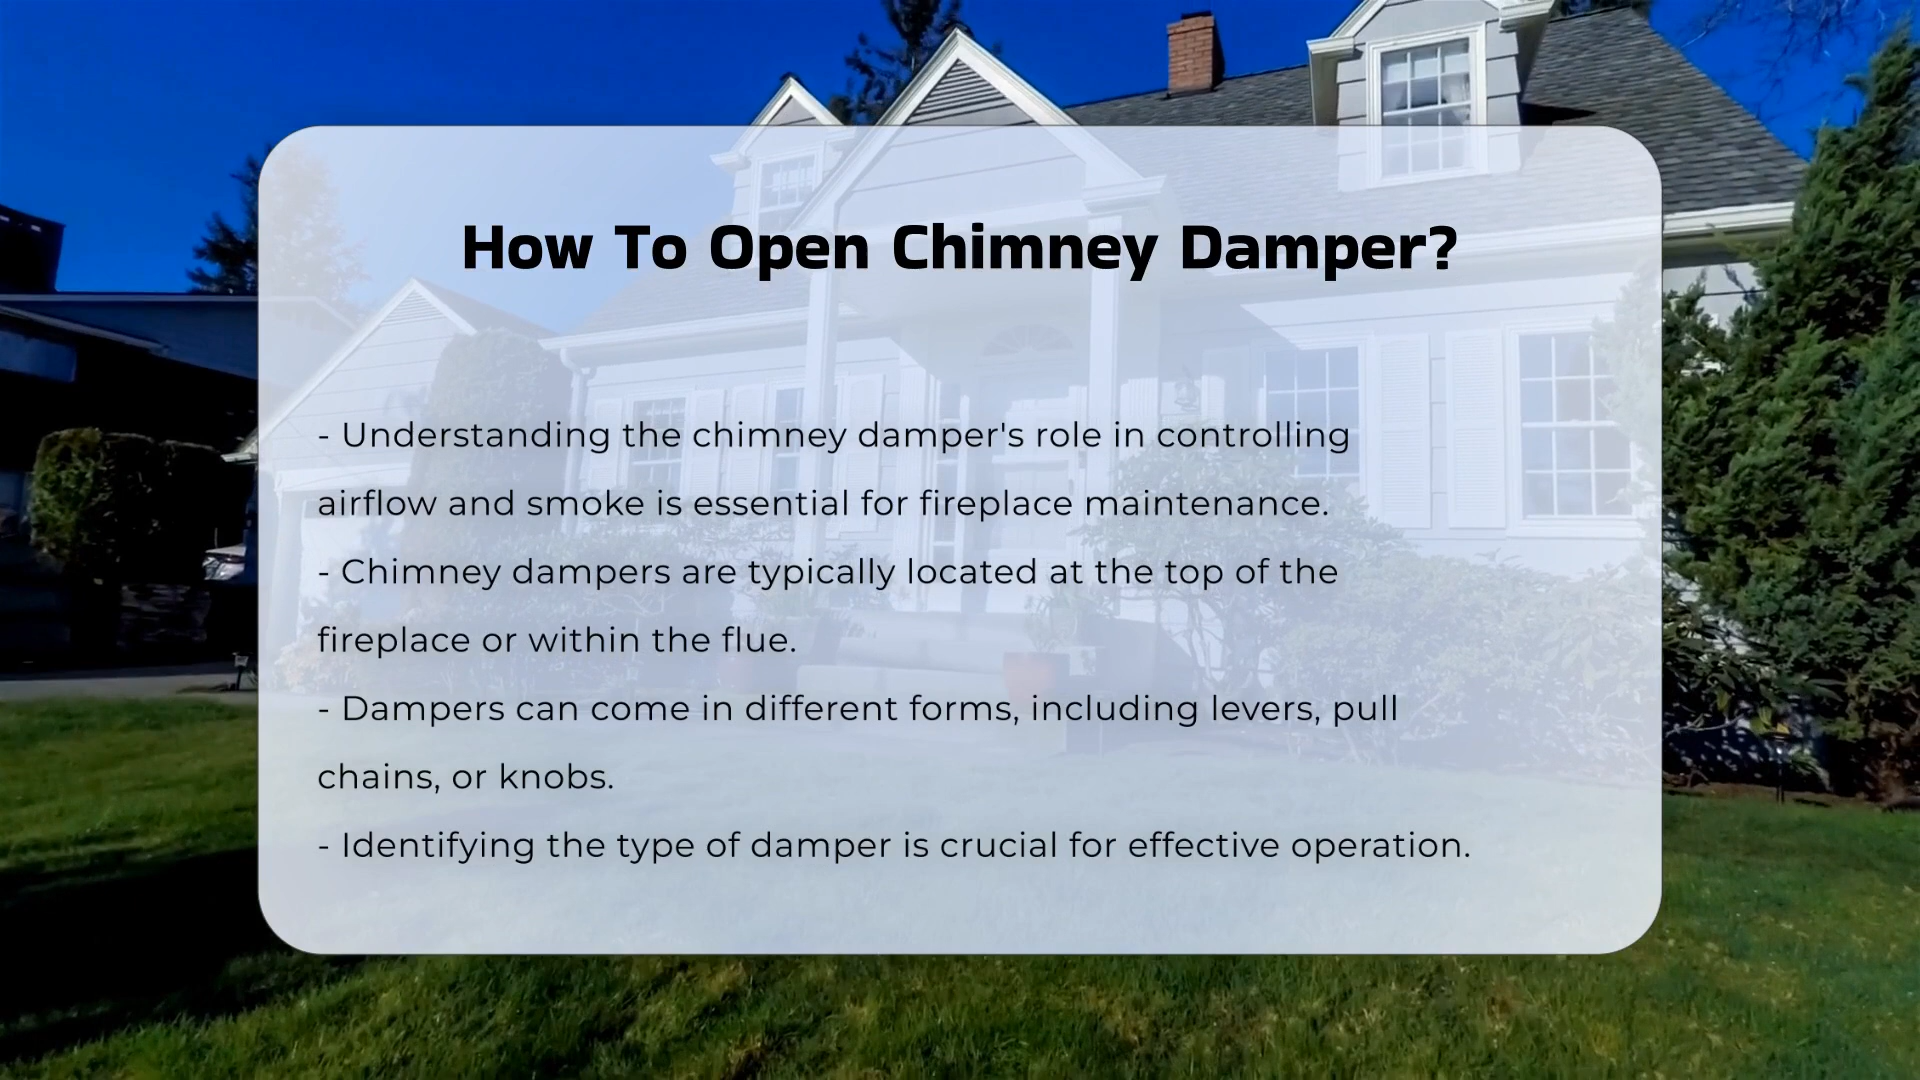 How To Open Chimney Damper?
- Understanding the chimney damper's role in controlling
airflow and smoke is essential for fireplace maintenance.
- Chimney dampers are typically located at the top of the
fireplace or within the flue.
- Dampers can come in different forms, including levers, pull
chains, or knobs.
- Identifying the type of damper is crucial for effective operation.